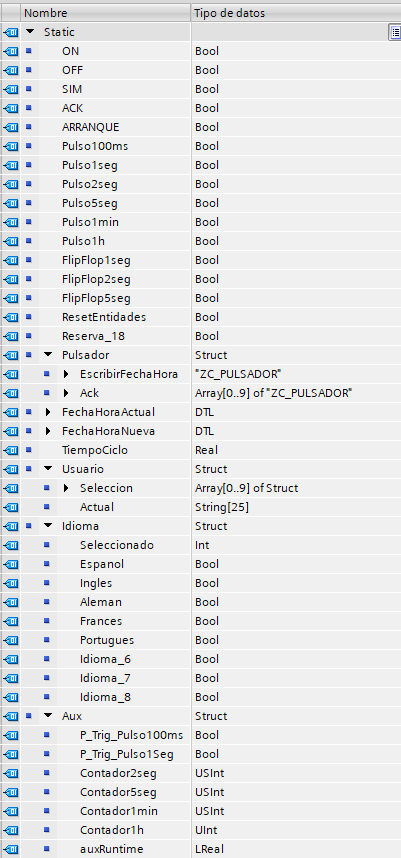 Nombre Tipo de datos
Static
ON Bool
OFF Bool
SIM Bool
ACK Bool
ARRANQUE Bool
Pulso100ms Bool
Pulso1seg Bool
Pulso2seg Bool
Pulso5seg Bool
Pulso1min Bool
Pulso1h Bool
FlipFlop1seg Bool
FlipFlop2seg Bool
FlipFlop5seg Bool
ResetEntidades Bool
Reserva_18 Bool
Pulsador Struct
EscribirFechaHora "ZC_PULSADOR"
Ack Array[0..9] of "ZC_PULSADOR"
FechaHoraActual DTL
FechaHoraNueva DTL
TiempoCiclo Real
Usuario Struct
Seleccion Array[0..9] of Struct
Actual String[25]
Idioma Struct
Seleccionado Int
Espanol Bool
Ingles Bool
Aleman Bool
Frances Bool
Portugues Bool
Idioma_6 Bool
Idioma_7 Bool
Idioma_8 Bool
Aux Struct
P_Trig_Pulso100ms Bool
P_Trig_Pulso1Seg Bool
Contador2seg USInt
Contador5seg USInt
Contador1min USInt
Contador1h UInt
auxRuntime LReal